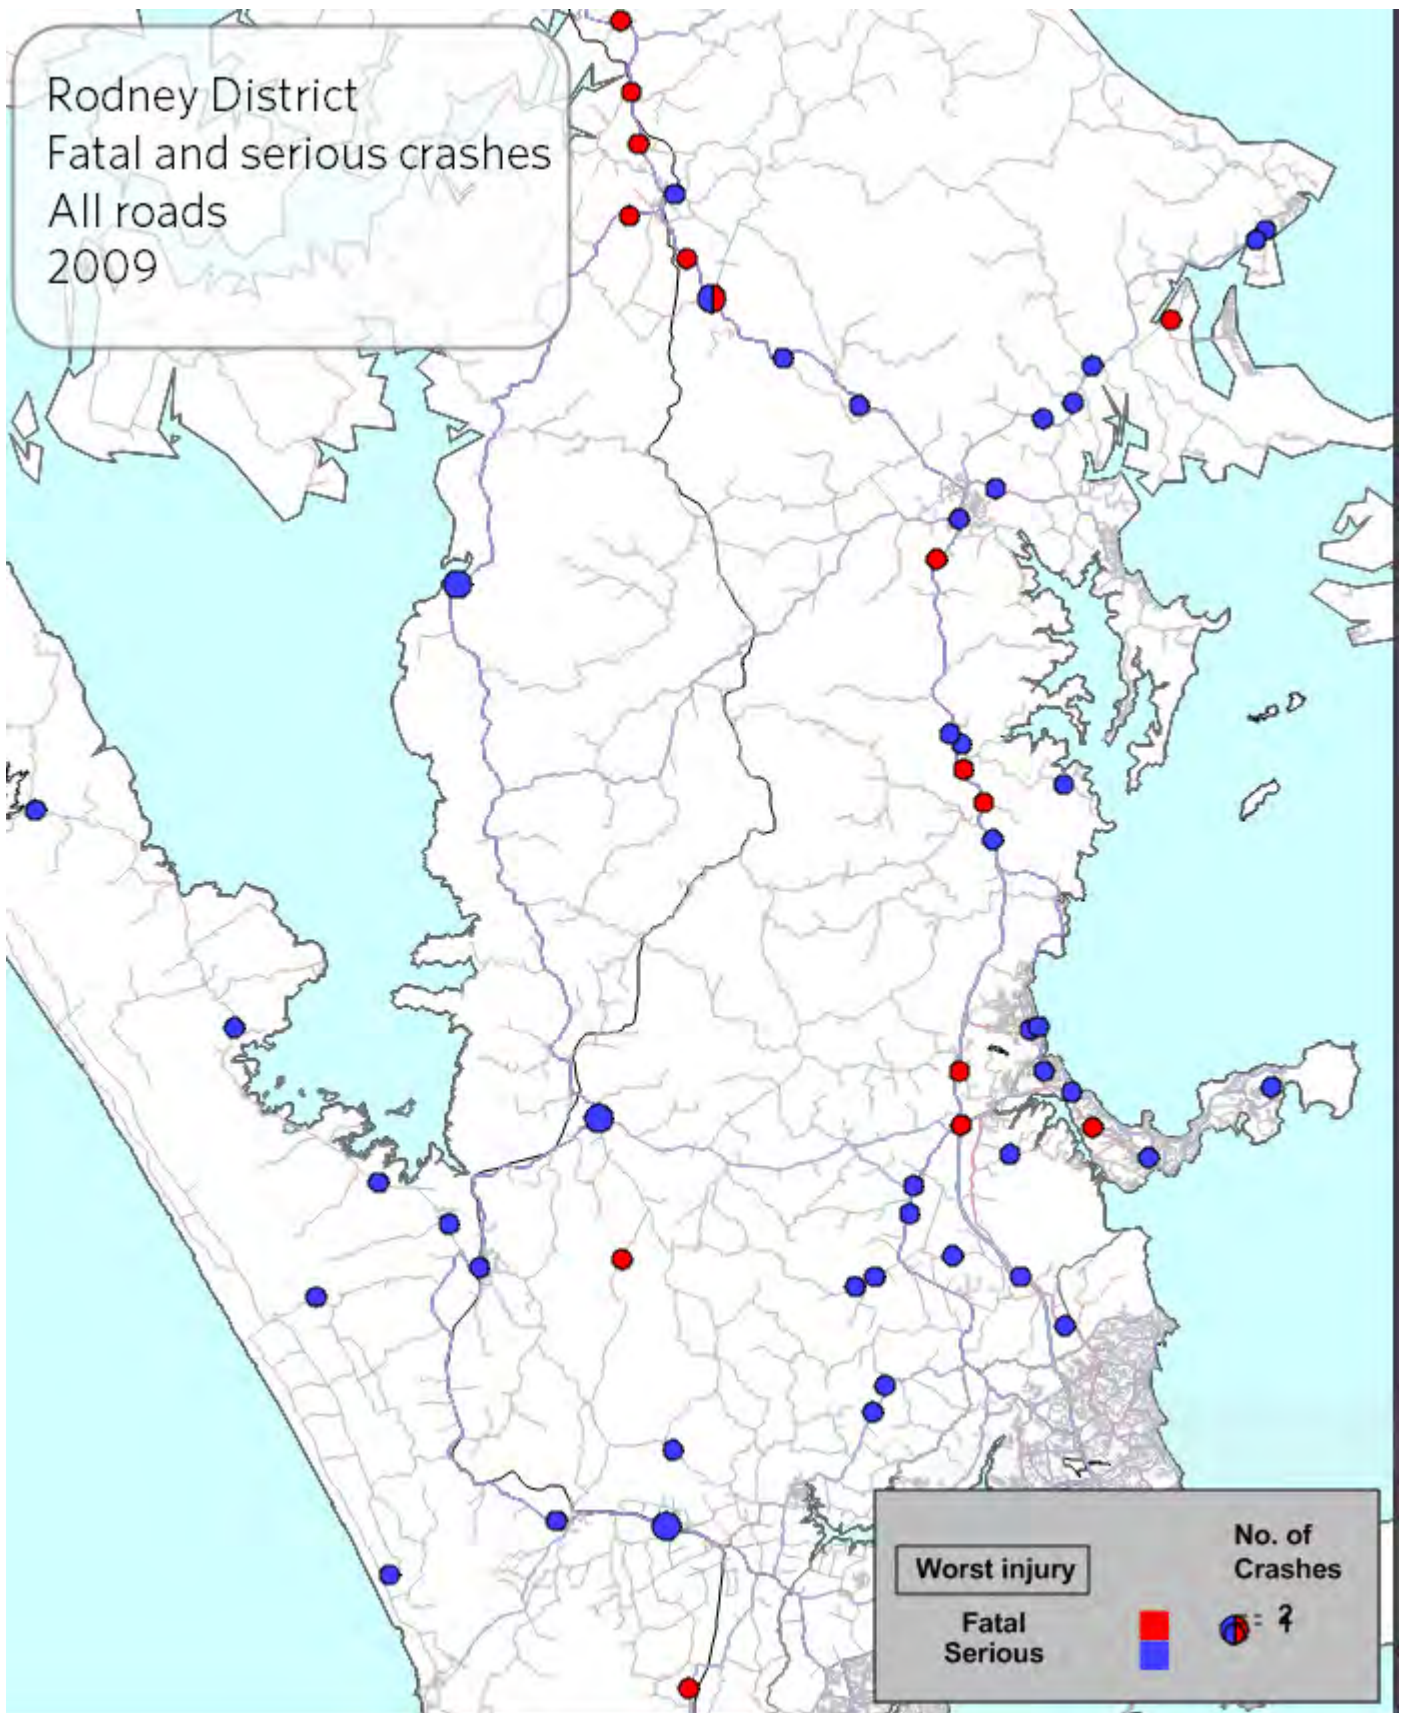 Rodney District
Fatal and serious crashes
All roads
2009
No. of
Crashes
Worst injury
Fatal
Serious